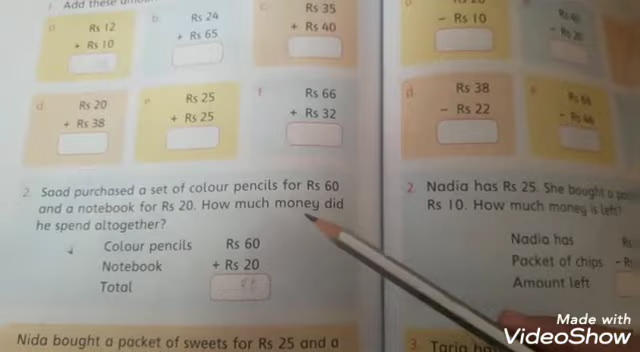 Add these
a
Rs 12
+ Rs 10
b
Rs 24
+ Rs 65
c
Rs 35
+ Rs 40
d
Rs 20
+ Rs 38
e
Rs 25
+ Rs 25
f
Rs 66
+ Rs 32
2. Saad purchased a set of colour pencils for Rs 60
and a notebook for Rs 20. How much money did
he spend altogether?
Colour pencils Rs 60
Notebook + Rs 20
Total
Nida bought a packet of sweets for Rs 25 and a
- Rs 10
d
Rs 38
- Rs 22
2. Nadia has Rs 25. She bought a
Rs 10. How much money is left?
Nadia has
Packet of chips
Amount left
3.
Made with
VideoShow